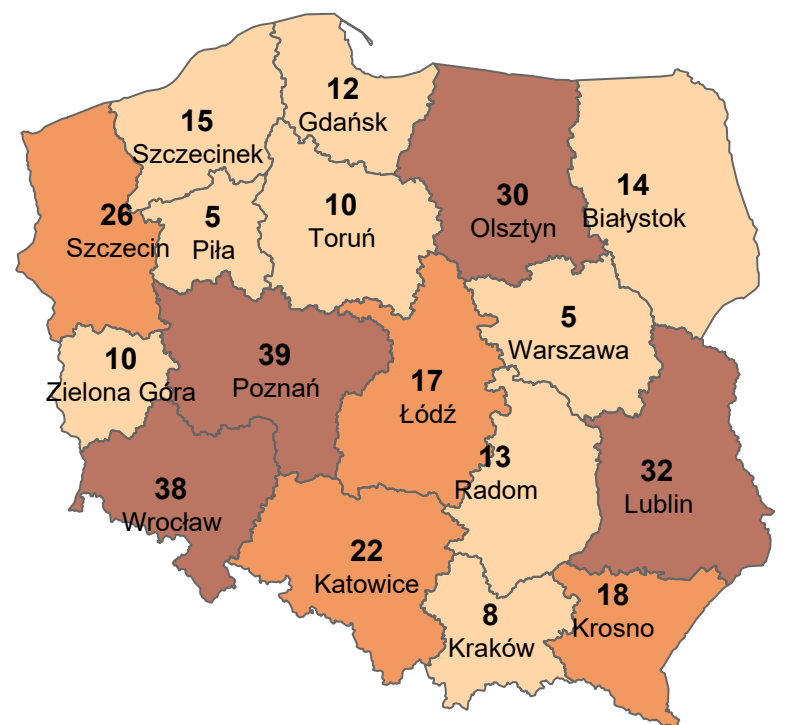 12
Gdańsk
15
Szczecinek
30
Olsztyn
14
Białystok
26
Szczecin
5
Piła
10
Toruń
5
Warszawa
10
Zielona Góra
39
Poznań
17
Łódź
13
Radom
32
Lublin
38
Wrocław
22
Katowice
8
Kraków
18
Krosno